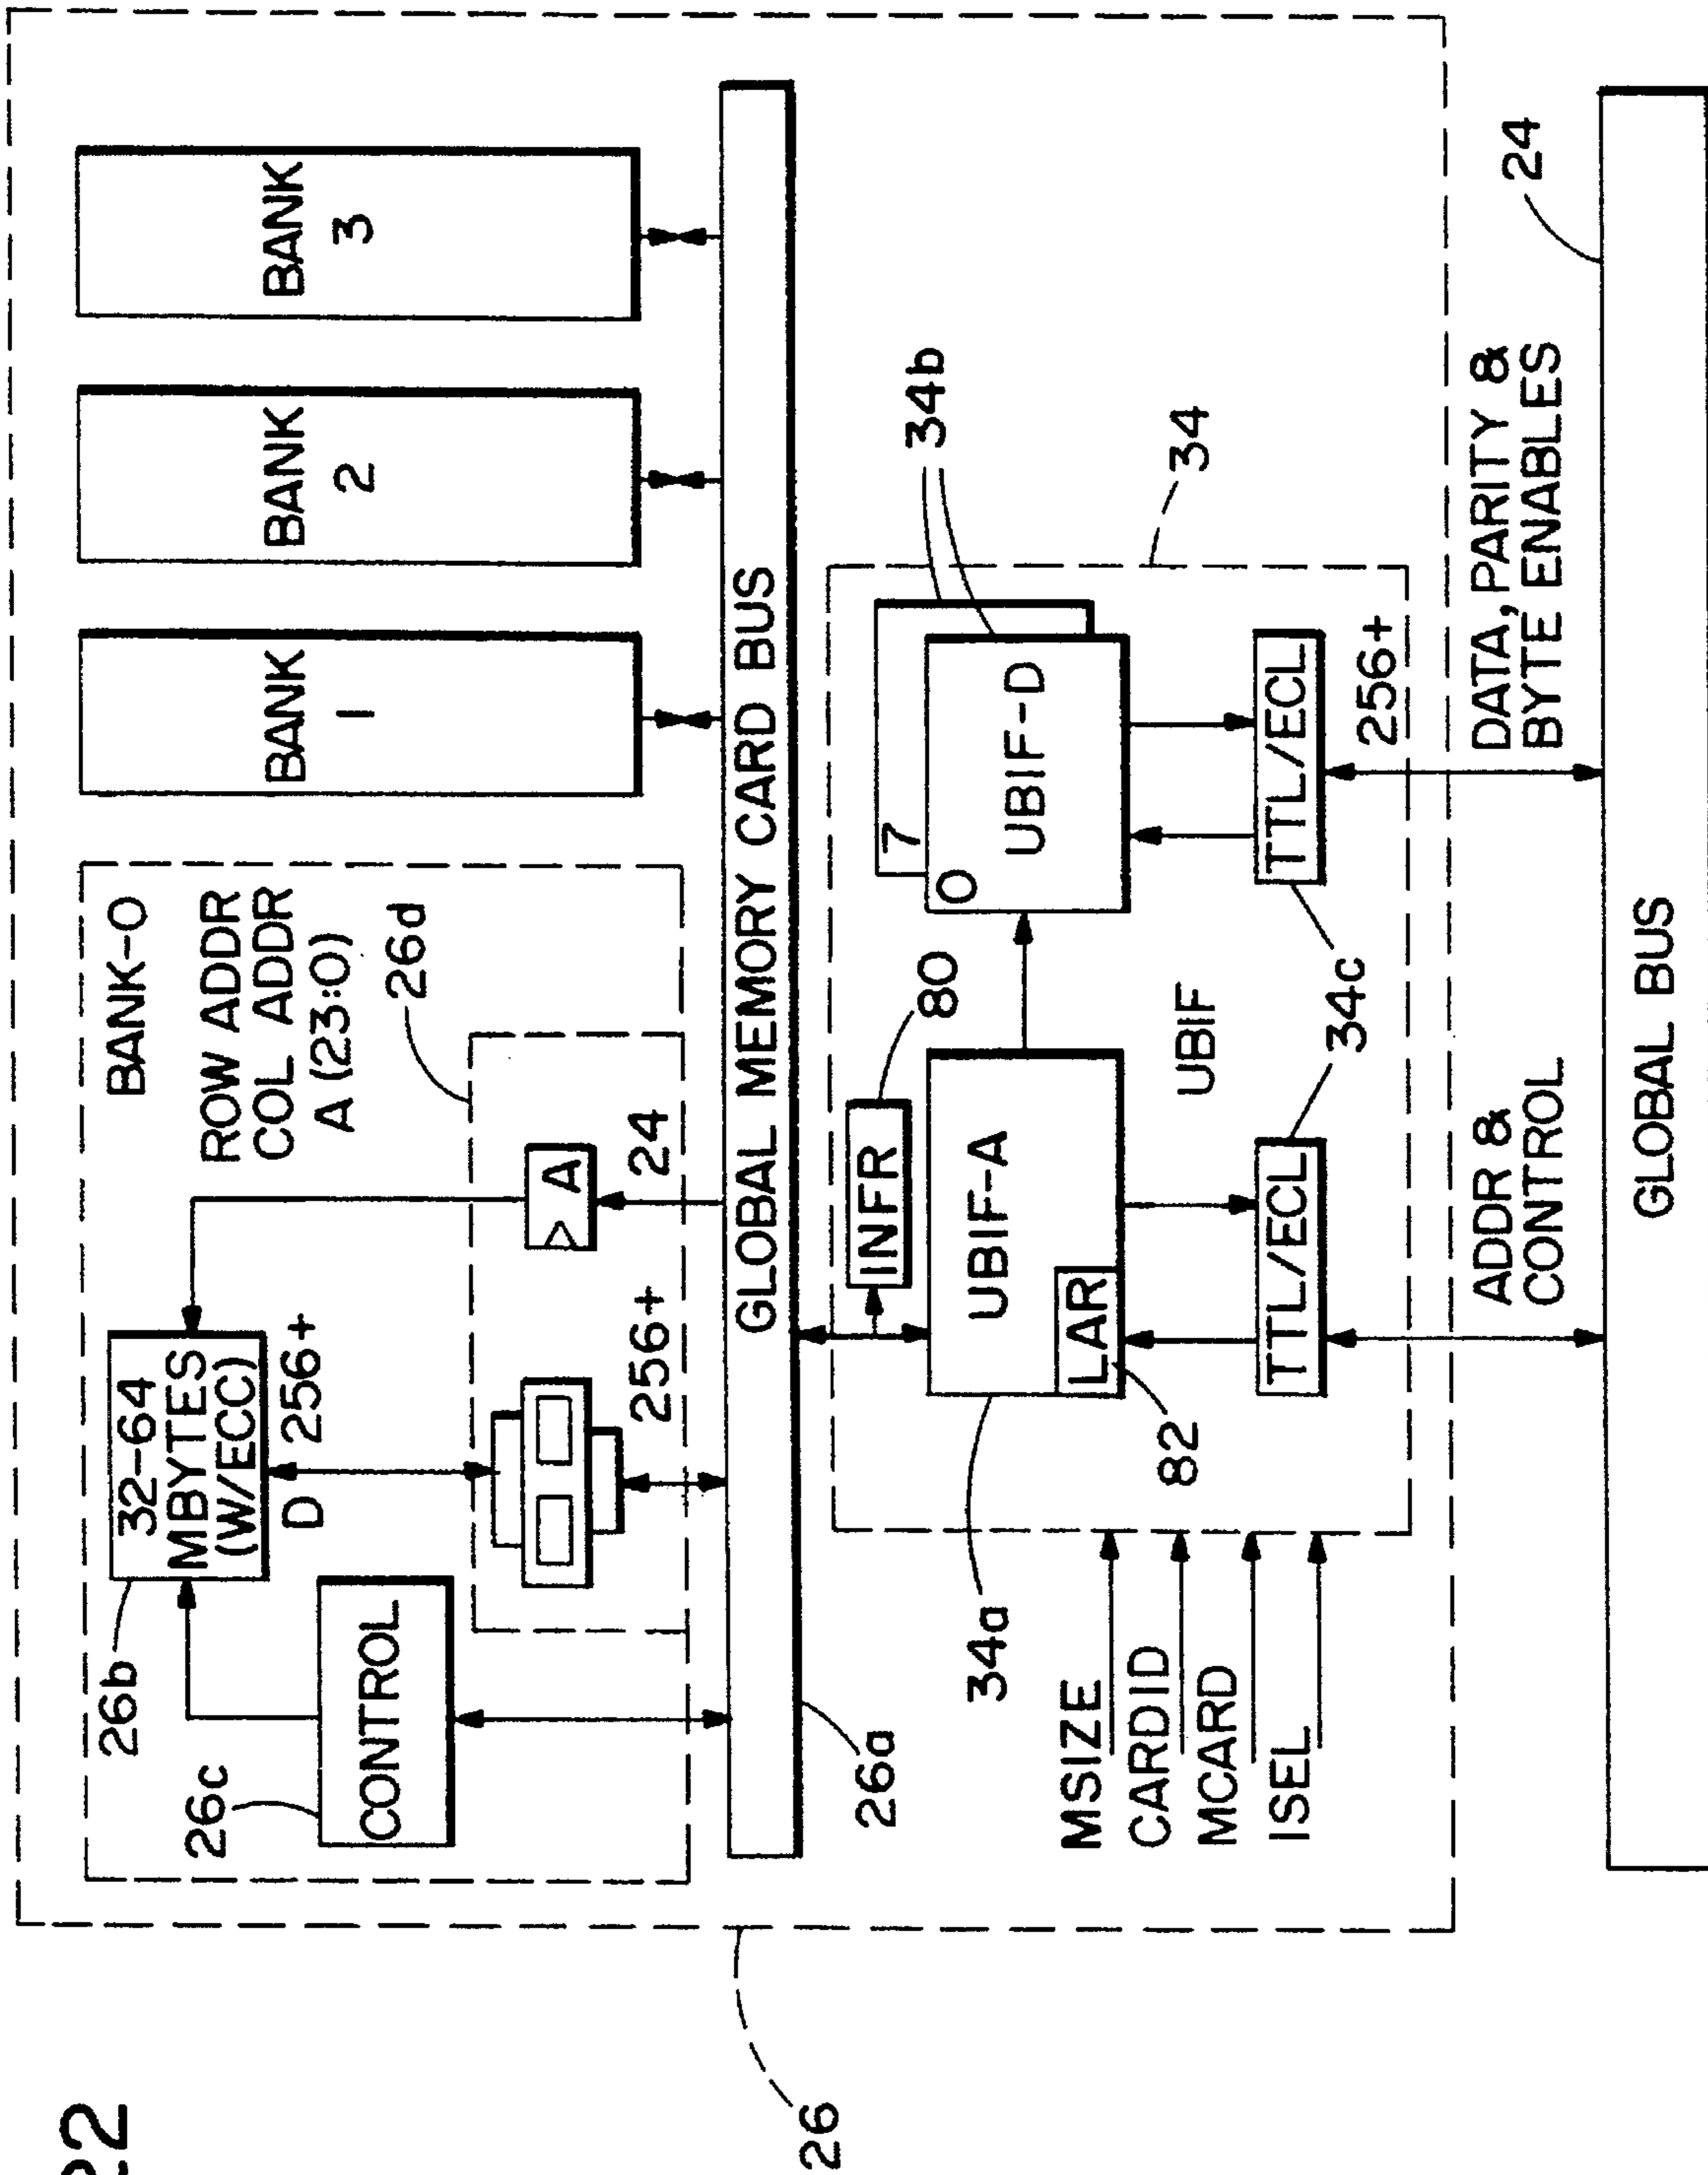 22
26
BANK-0
ROW ADDR
COL ADDR
A (23:0)
26d
26b
32-64
MBYTES
(W/ECC)
D
256+
26c
CONTROL
256+
A
24
BANK
1
BANK
2
BANK
3
GLOBAL MEMORY CARD BUS
26a
INFR
80
34a
UBIF-A
LAR
82
7
0
UBIF-D
34b
34
UBIF
MSIZE
CARDID
MCARD
ISEL
TTL/ECL
34c
TTL/ECL
256+
ADDR &
CONTROL
DATA, PARITY &
BYTE ENABLES
24
GLOBAL BUS